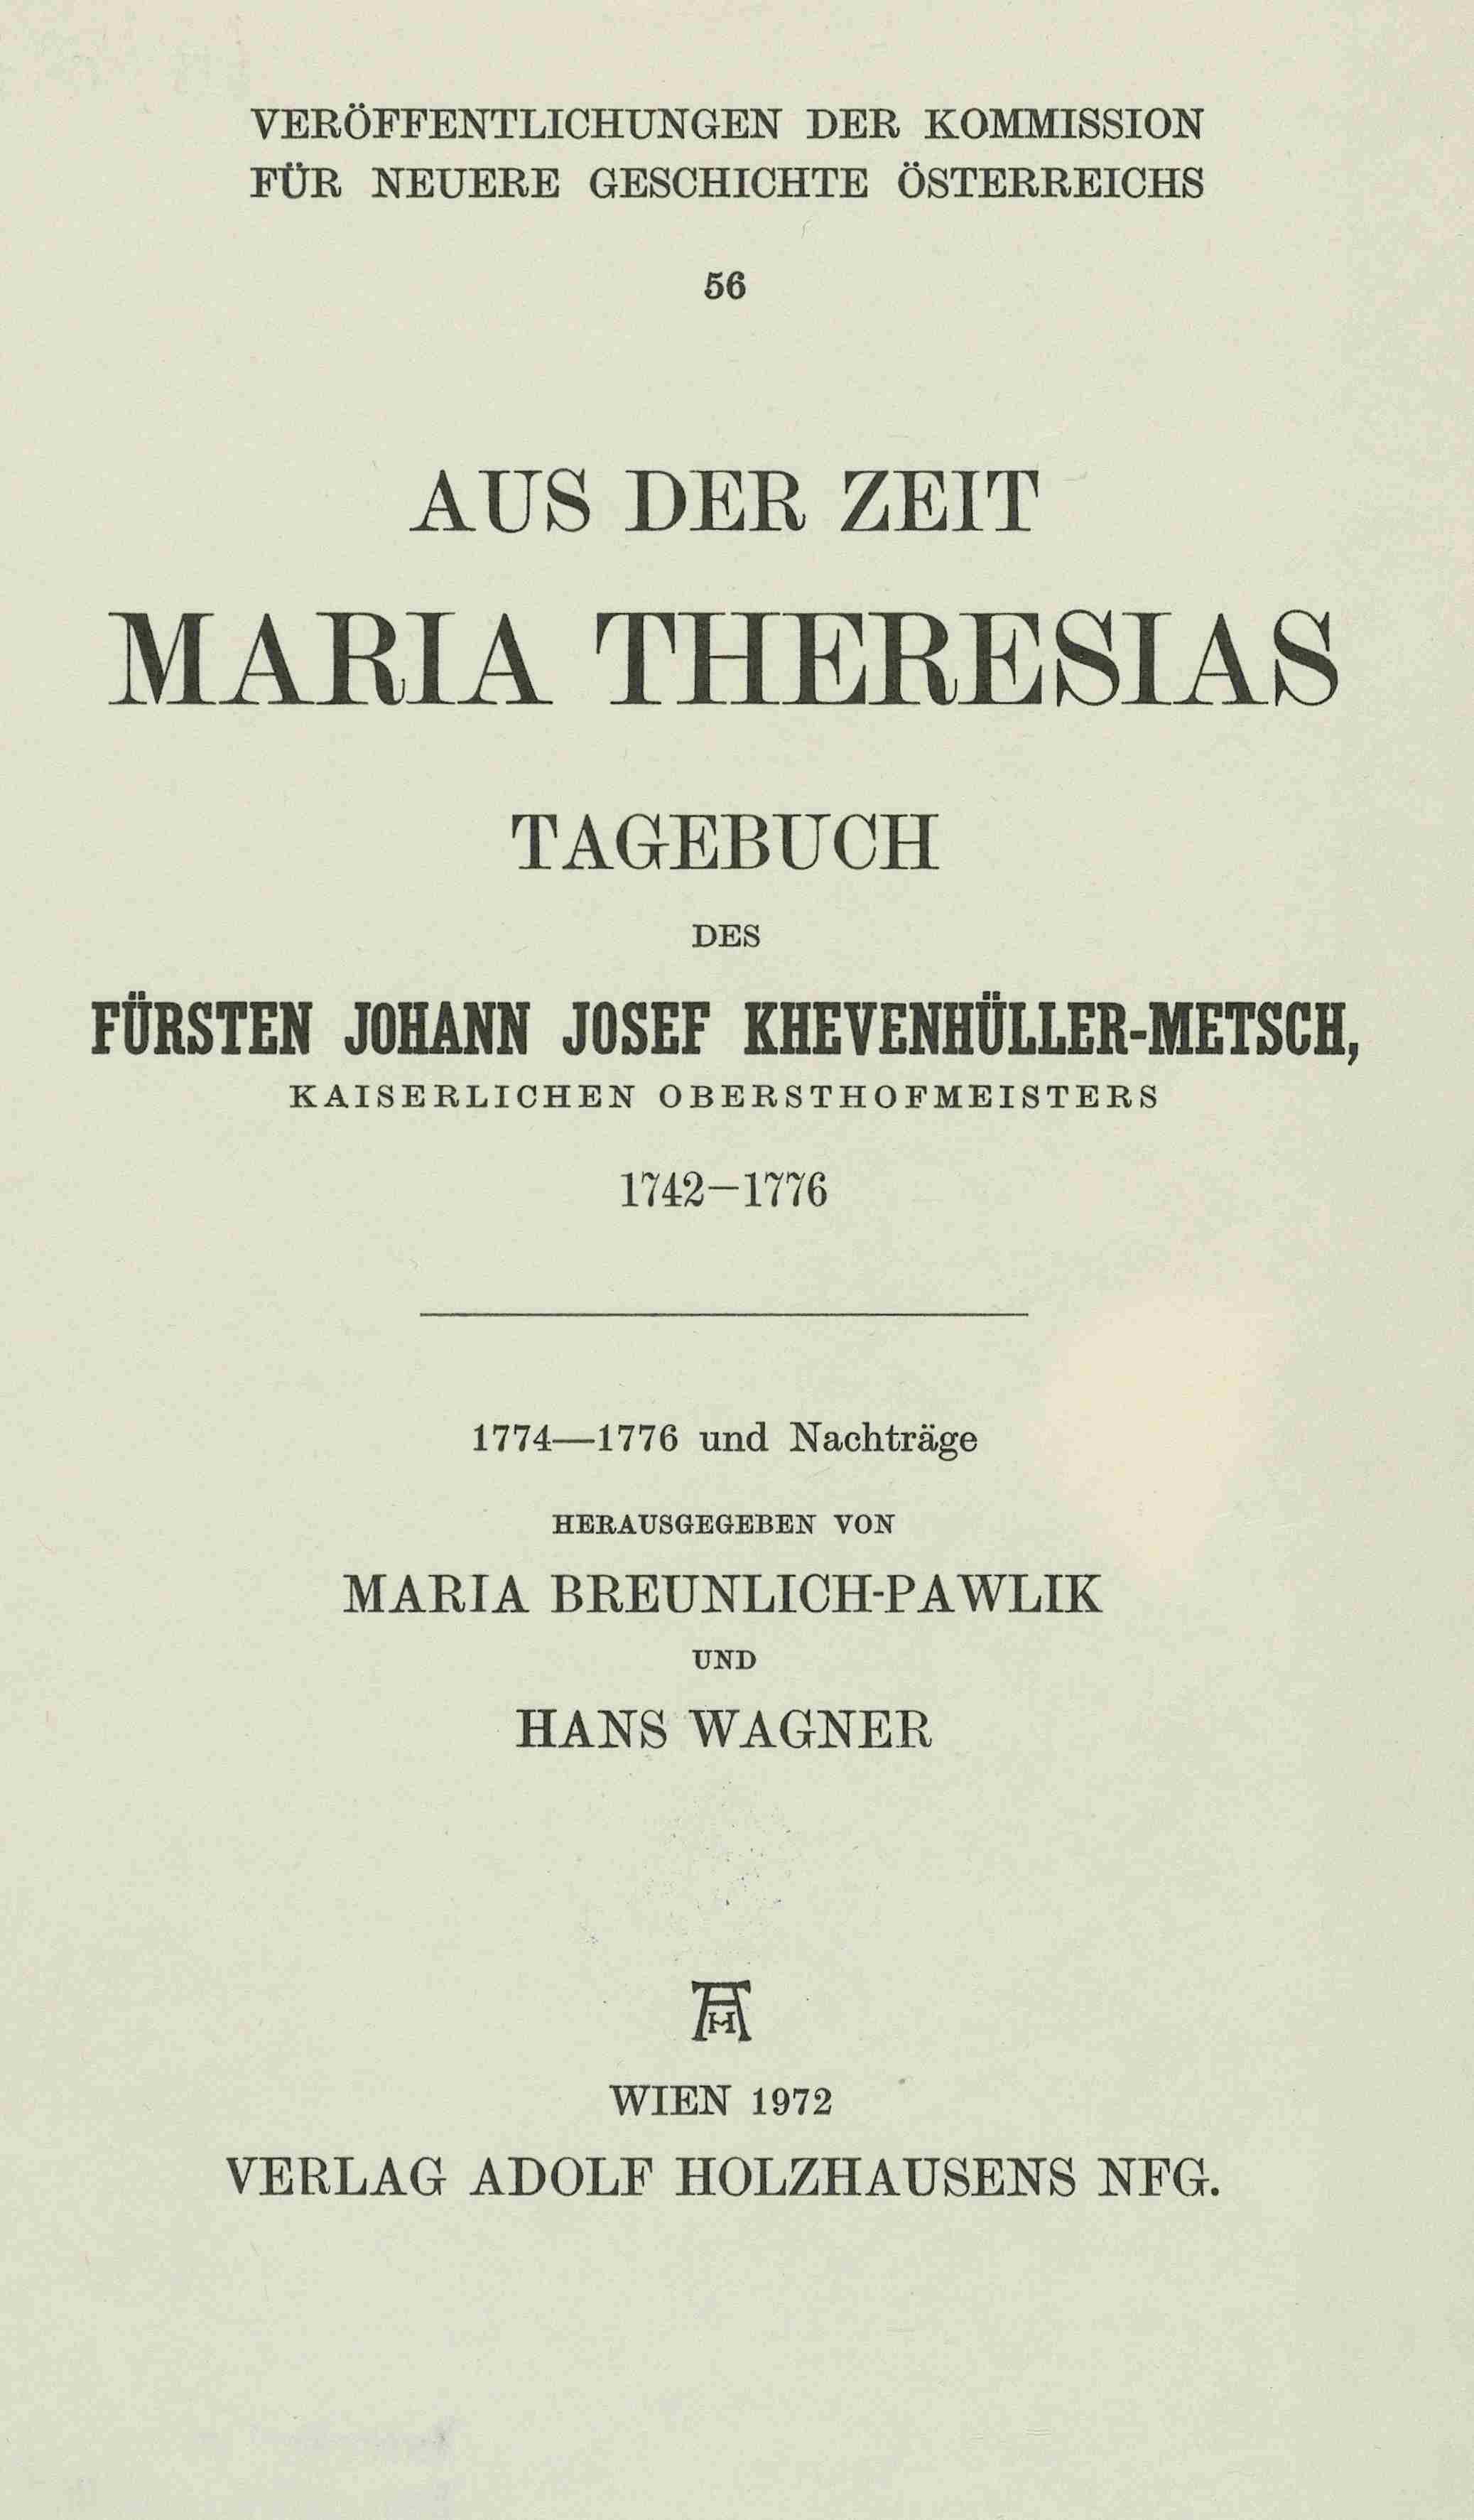 VERÖFFENTLICHUNGEN DER KOMMISSION
FÜR NEUERE GESCHICHTE ÖSTERREICHS
56
AUS DER ZEIT
MARIA THERESIAS
TAGEBUCH
DES
FÜRSTEN JOHANN JOSEF KHEVENHÜLLER-METSCH,
KAISERLICHEN OBERSTHOFMEISTERS
1742–1776
1774—1776 und Nachträge
HERAUSGEGEBEN VON
MARIA BREUNLICH-PAWLIK
UND
HANS WAGNER
AH
WIEN 1972
VERLAG ADOLF HOLZHAUSENS NFG.